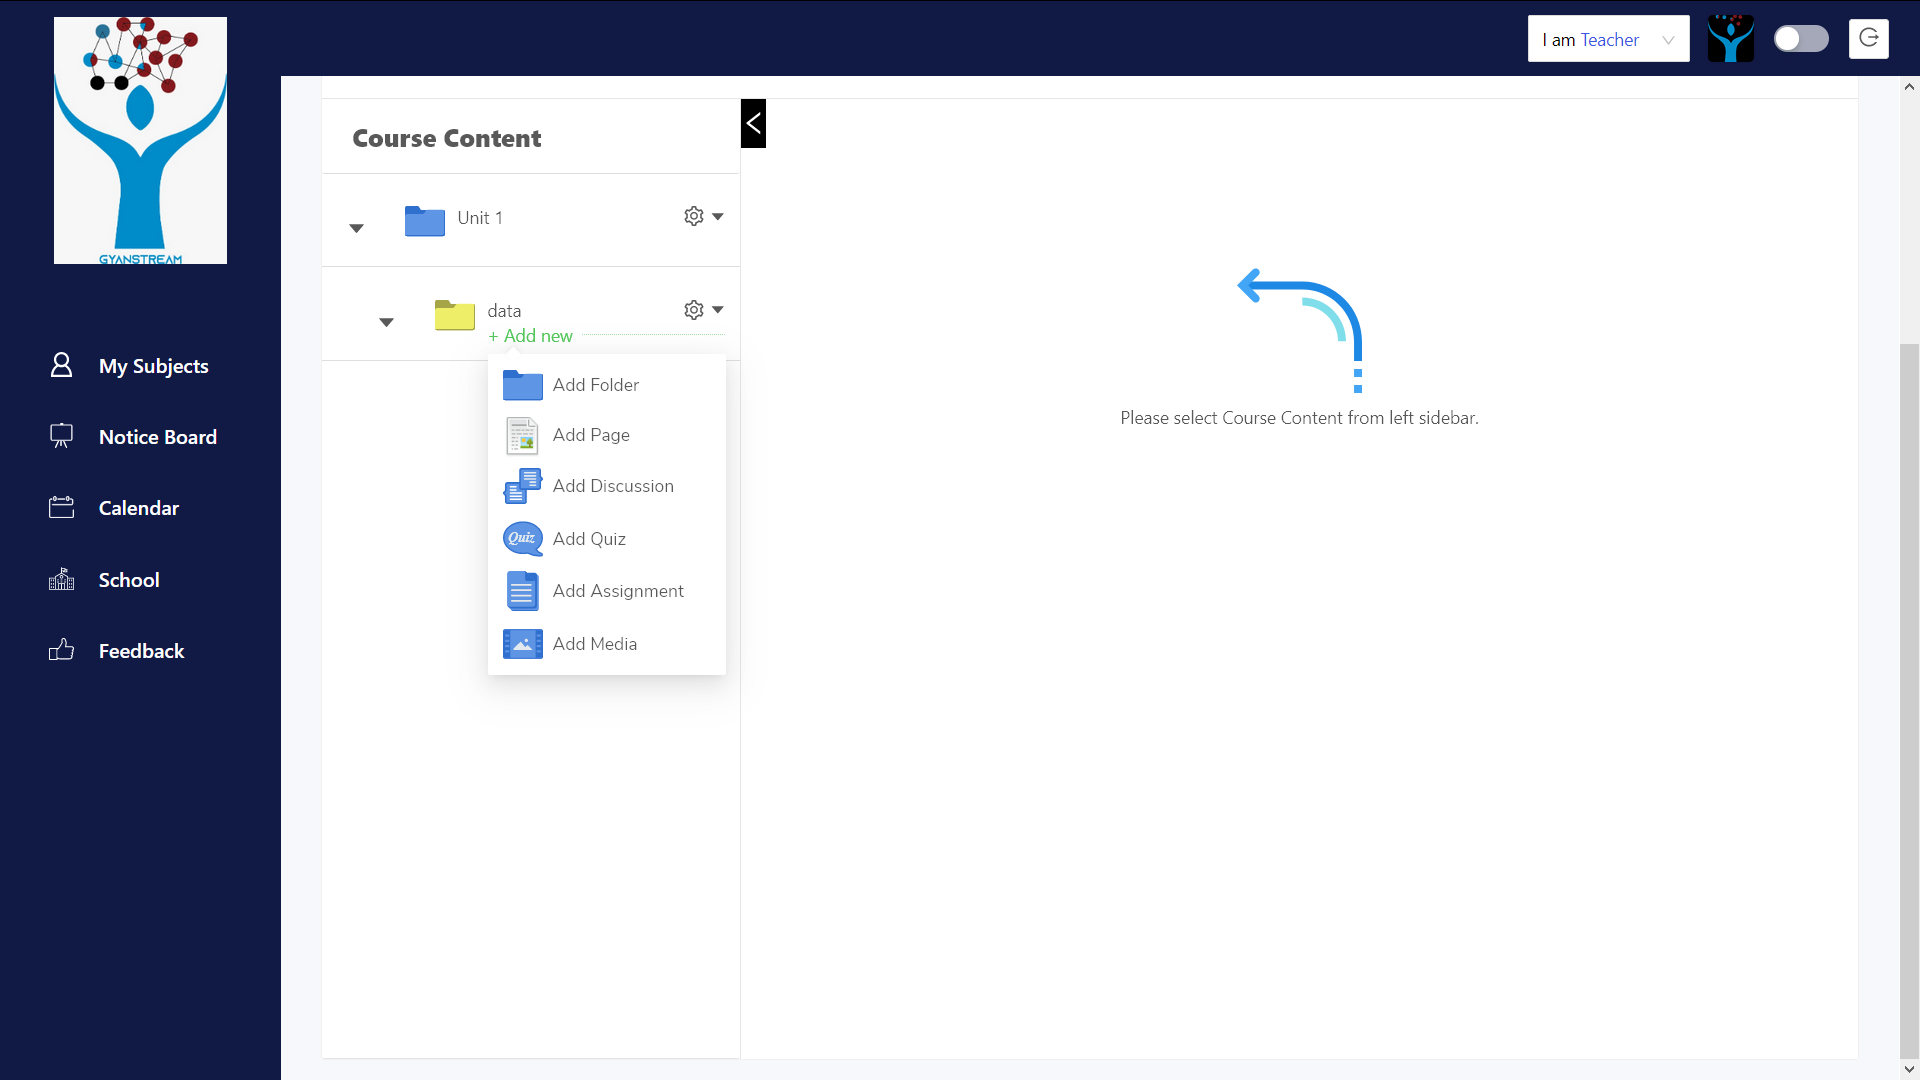 GYANSTREAM
I am Teacher
My Subjects
Notice Board
Calendar
School
Feedback
Course Content
Unit 1
data
+ Add new
Add Folder
Add Page
Add Discussion
Quiz Add Quiz
Add Assignment
Add Media
Please select Course Content from left sidebar.